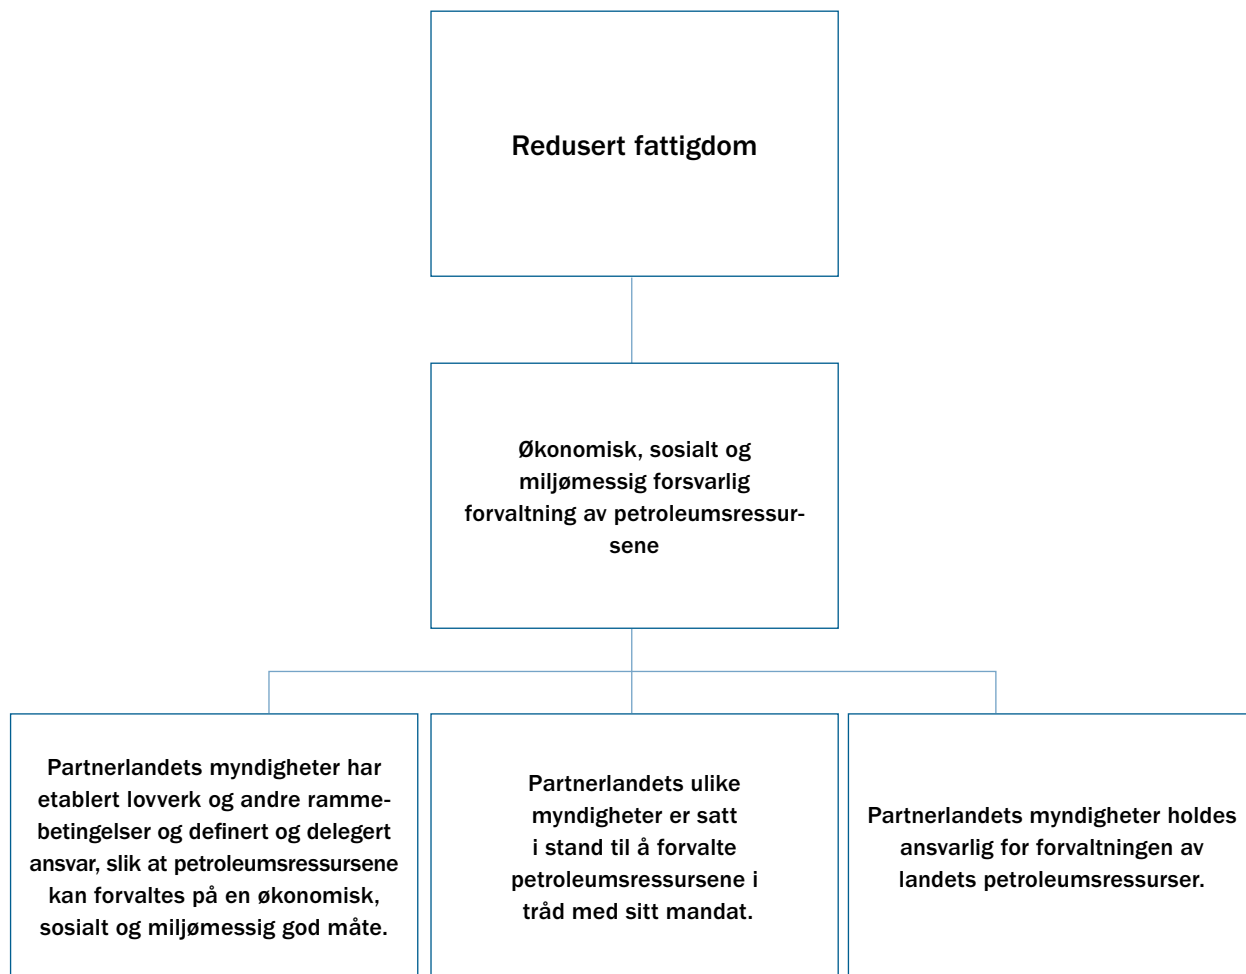 Redusert fattigdom
Økonomisk, sosialt og
miljømessig forsvarlig
forvaltning av petroleumsressur-
sene
Partnerlandets myndigheter har
etablert lovverk og andre ramme-
betingelser og definert og delegert
ansvar, slik at petroleumsressursene
kan forvaltes på en økonomisk,
sosialt og miljømessig god måte.
Partnerlandets ulike
myndigheter er satt
i stand til å forvalte
petroleumsressursene i
tråd med sitt mandat.
Partnerlandets myndigheter holdes
ansvarlig for forvaltningen av
landets petroleumsressurser.